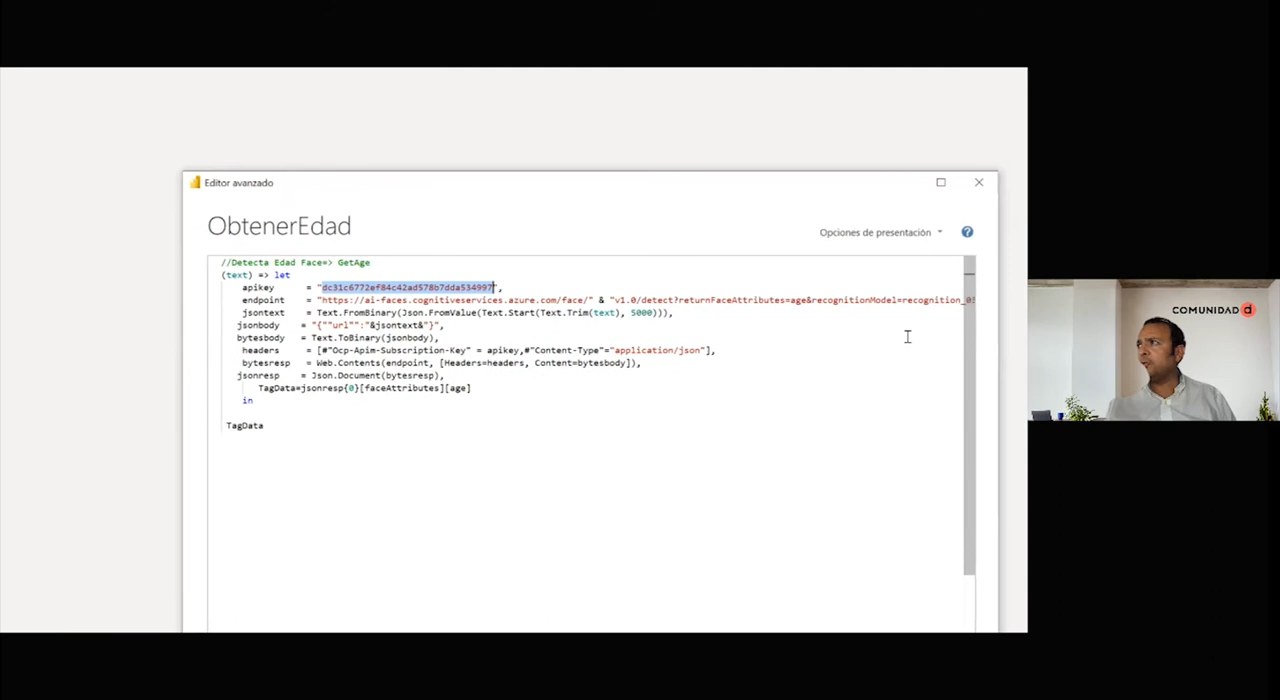 Editor avanzado
ObtenerEdad
Opciones de presentación
//Detecta Edad Face=> GetAge
(text) => let
apikey = "dc31c6772ef84c42ad578b7dda534997",
endpoint = "https://ai-faces.cognitiveservices.azure.com/face/" & "v1.0/detect?returnFaceAttributes=age&recognitionModel=recognition_03
jsontext = Text.FromBinary(Json.FromValue(Text.Start(Text.Trim(text), 5000))),
jsonbody = "{""url"":"&jsontext&"}",
bytesbody = Text.ToBinary(jsonbody),
headers = [#"Ocp-Apim-Subscription-Key" = apikey,#"Content-Type"="application/json"],
bytesresp = Web.Contents(endpoint, [Headers=headers, Content=bytesbody]),
jsonresp = Json.Document(bytesresp),
TagData=jsonresp{0}[faceAttributes][age]
in
TagData
COMUNIDAD d